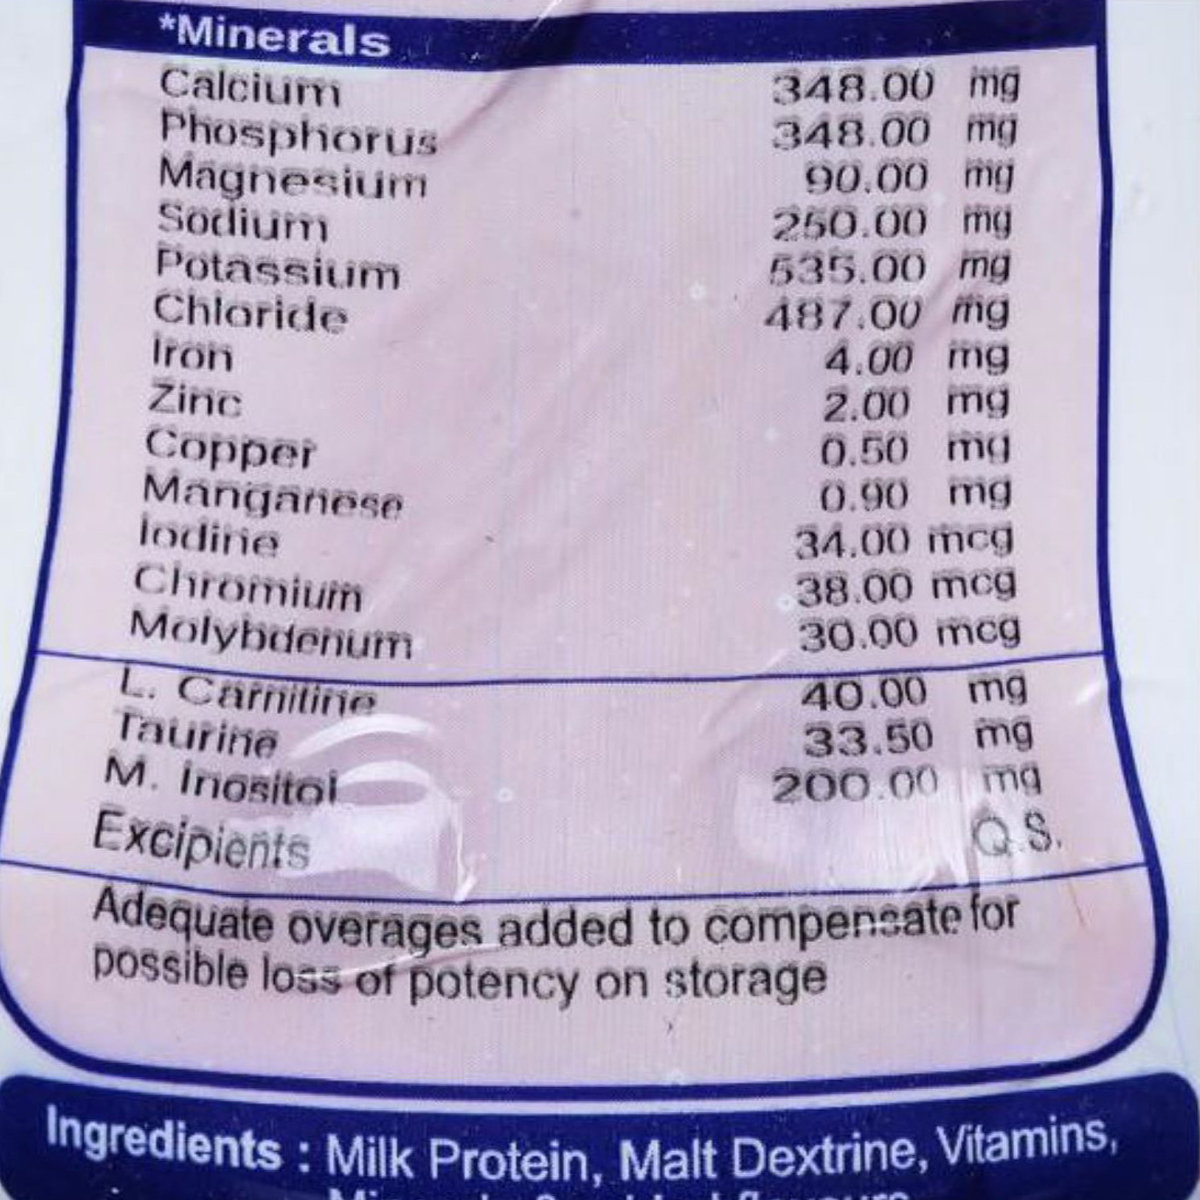 *Minerals
Calcium 348.00 mg
Phosphorus 348.00 mg
Magnesium 90.00 mg
Sodium 250.00 mg
Potassium 535.00 mg
Chloride 487.00 mg
Iron 4.00 mg
Zinc 2.00 mg
Copper 0.50 mg
Manganese 0.90 mg
Iodine 34.00 mcg
Chromium 38.00 mcg
Molybdenum 30.00 mcg
L. Carnitine 40.00 mg
Taurine 33.50 mg
M. Inositol 200.00 mg
Excipients Q.S.
Adequate overages added to compensate for
possible loss of potency on storage
Ingredients : Milk Protein, Malt Dextrine, Vitamins,